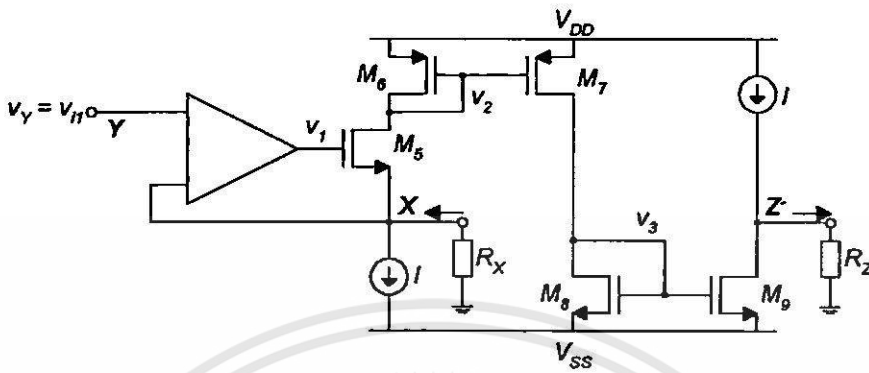 V_DD
M_6
M_7
I
v_Y = v_I1
Y
v_1
v_2
M_5
X
Z-
v_3
R_X
R_Z
I
M_8
M_9
V_SS